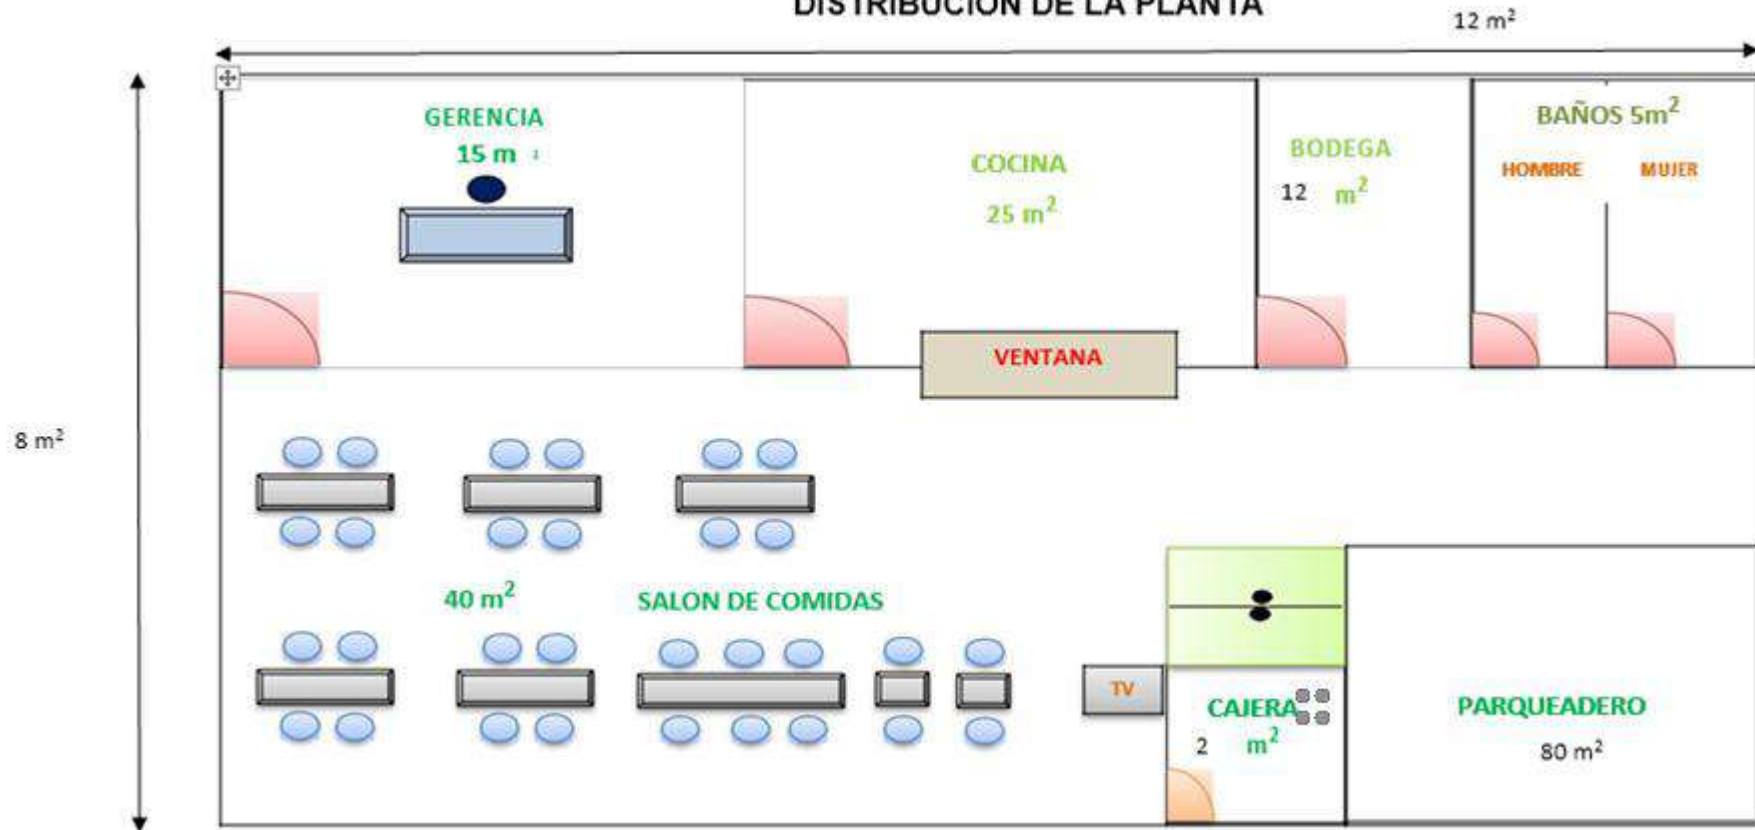 DISTRIBUCION DE LA PLANTA
12 m²
GERENCIA
15 m
COCINA
25 m²
BODEGA
12 m²
BAÑOS 5m²
HOMBRE MUJER
VENTANA
8 m²
40 m² SALON DE COMIDAS
TV
CAJERA
2 m²
PARQUEADERO
80 m²